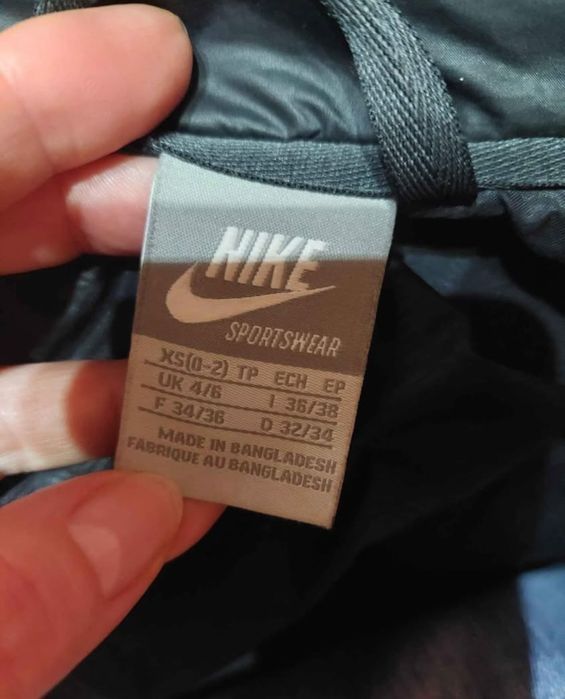 NIKE
SPORTSWEAR
XS(0-2) TP ECH EP
UK 4/6 I 36/38
F 34/36 D 32/34
MADE IN BANGLADESH
FABRIQUE AU BANGLADESH